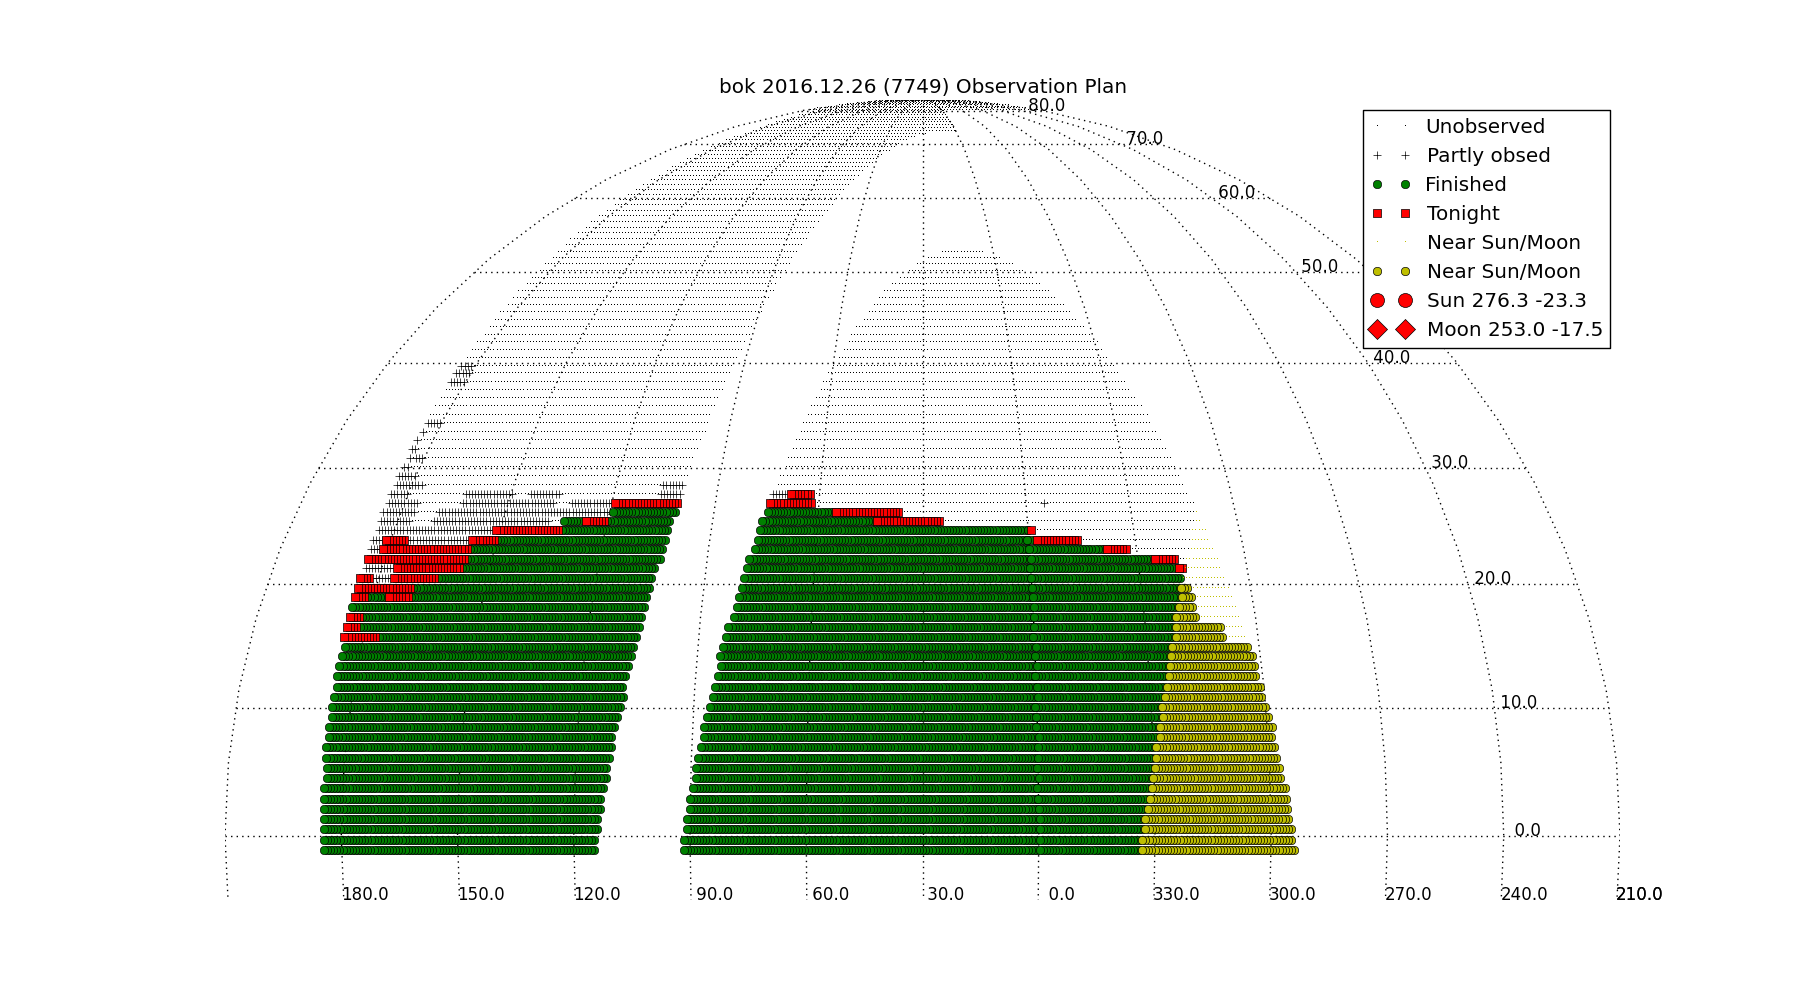 bok 2016.12.26 (7749) Observation Plan
80.0
70.0
60.0
50.0
40.0
30.0
20.0
10.0
0.0
Unobserved
Partly obsed
Finished
Tonight
Near Sun/Moon
Near Sun/Moon
Sun 276.3 -23.3
Moon 253.0 -17.5
180.0 150.0 120.0 90.0 60.0 30.0 0.0 330.0 300.0 270.0 240.0 210.0